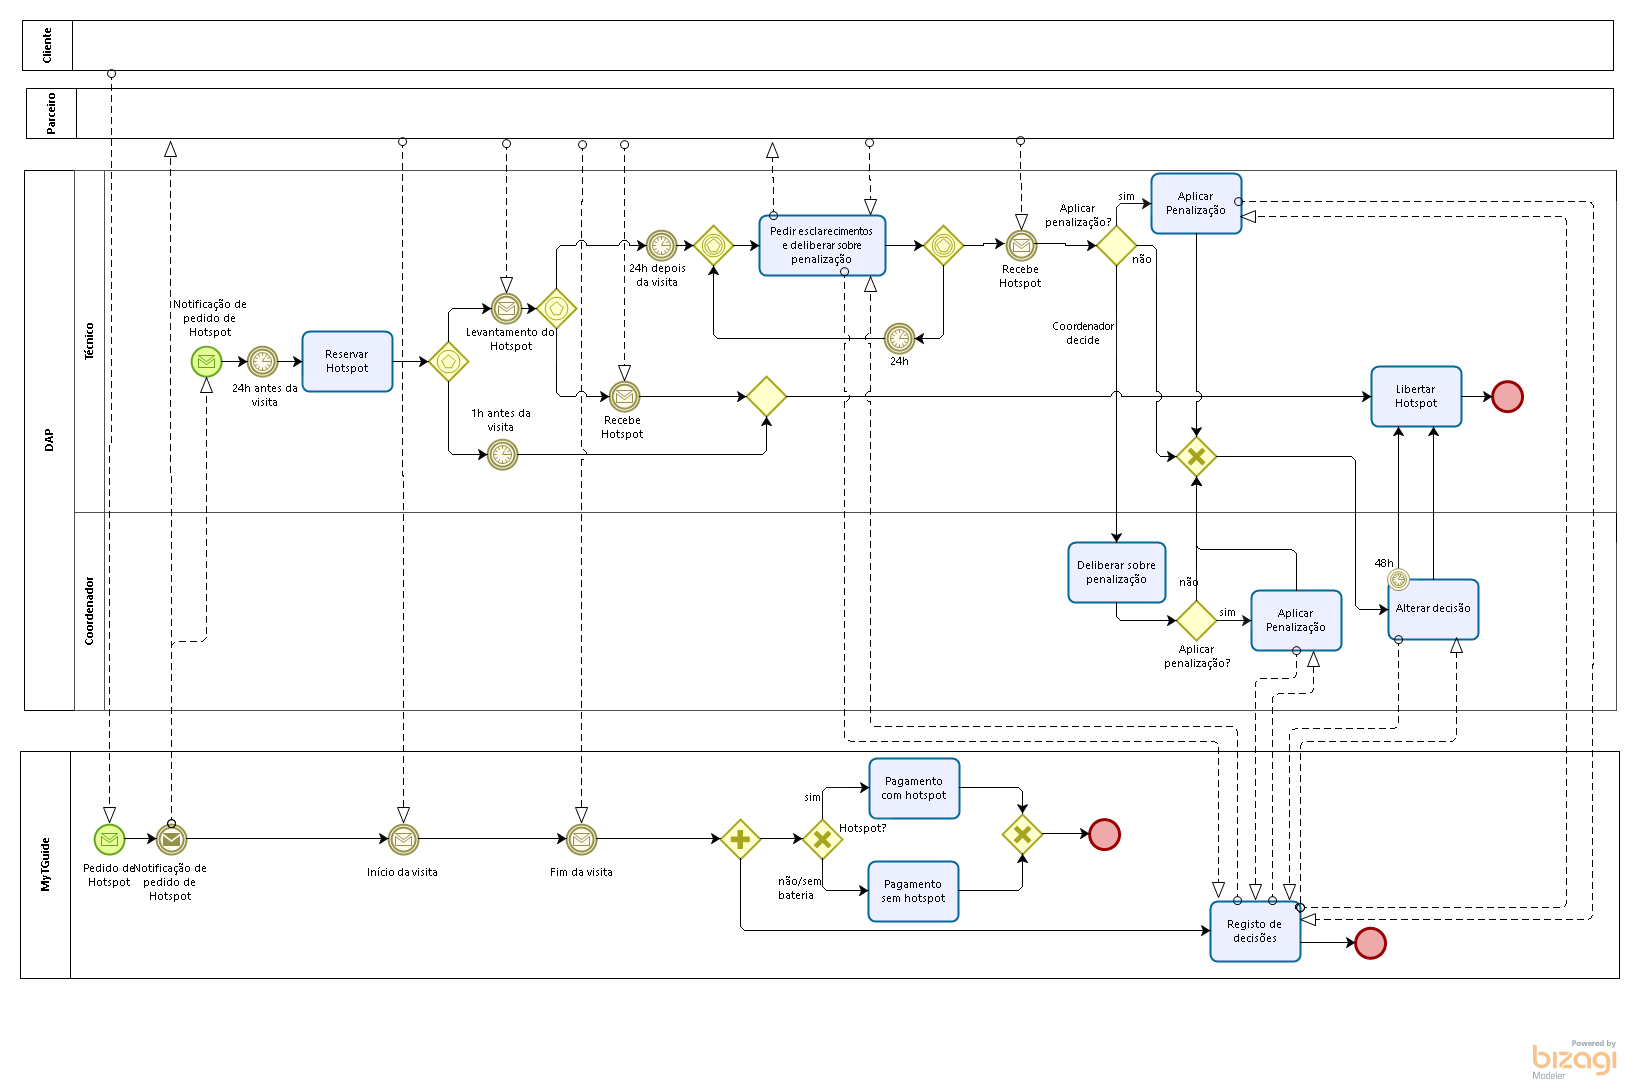 Cliente
Parceiro
DAP
Técnico
Notificação de
pedido de
Hotspot
24h antes da
visita
Reservar
Hotspot
Levantamento do
Hotspot
1h antes da
visita
24h depois
da visita
Recebe
Hotspot
Pedir esclarecimentos
e deliberar sobre
penalização
24h
Recebe
Hotspot
Aplicar
penalização?
sim
não
Coordenador
decide
Aplicar
Penalização
Libertar
Hotspot
Coordenador
Deliberar sobre
penalização
não
sim
Aplicar
penalização?
Aplicar
Penalização
48h
Alterar decisão
MyTGuide
Pedido de
Hotspot
Notificação de
pedido de
Hotspot
Início da visita
Fim da visita
sim
Hotspot?
não/sem
bateria
Pagamento
com hotspot
Pagamento
sem hotspot
Registo de
decisões
Powered by
bizagi
Modeler